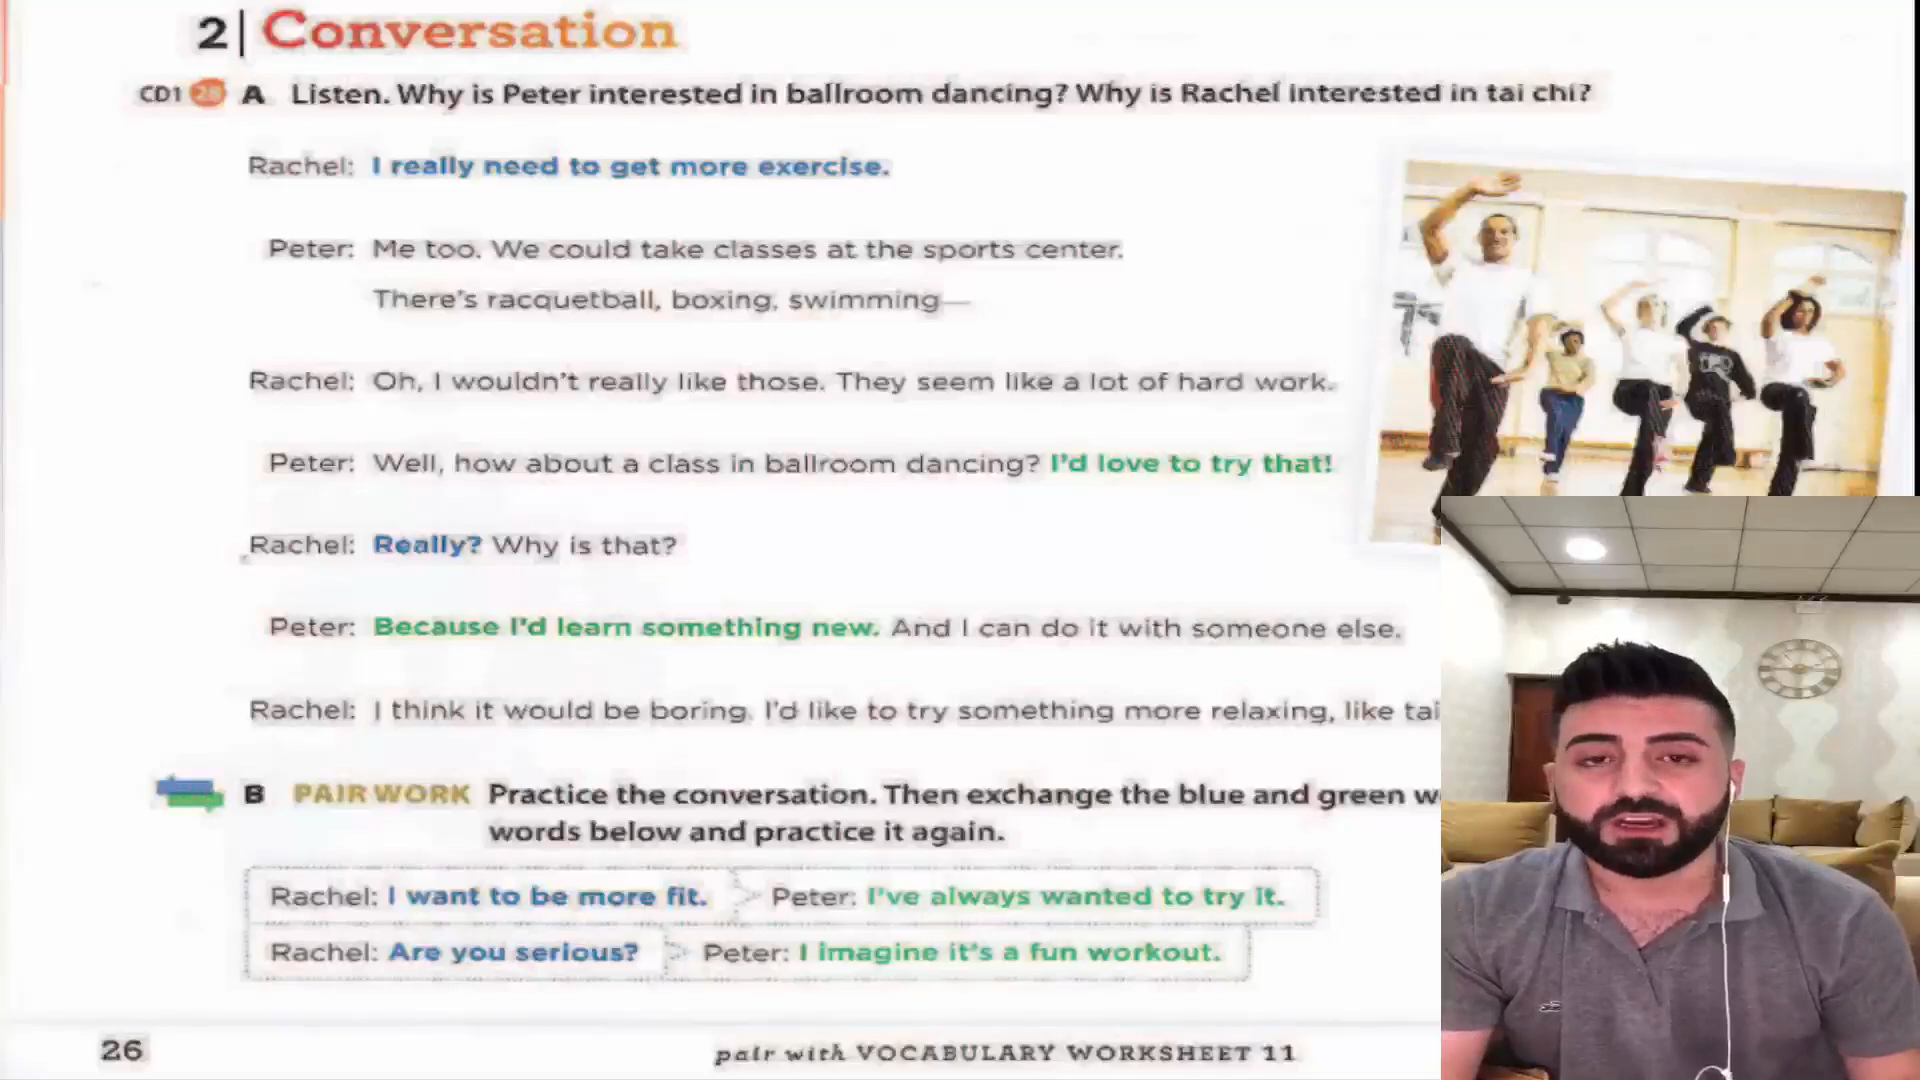 2 | Conversation
CD1 28 A Listen. Why is Peter interested in ballroom dancing? Why is Rachel interested in tai chi?
Rachel: I really need to get more exercise.
Peter: Me too. We could take classes at the sports center.
There's racquetball, boxing, swimming—
Rachel: Oh, I wouldn't really like those. They seem like a lot of hard work.
Peter: Well, how about a class in ballroom dancing? I'd love to try that!
Rachel: Really? Why is that?
Peter: Because I'd learn something new. And I can do it with someone else.
Rachel: I think it would be boring. I'd like to try something more relaxing, like tai
B PAIR WORK Practice the conversation. Then exchange the blue and green w
words below and practice it again.
Rachel: I want to be more fit. Peter: I've always wanted to try it.
Rachel: Are you serious? Peter: I imagine it's a fun workout.
26 pair with VOCABULARY WORKSHEET 11